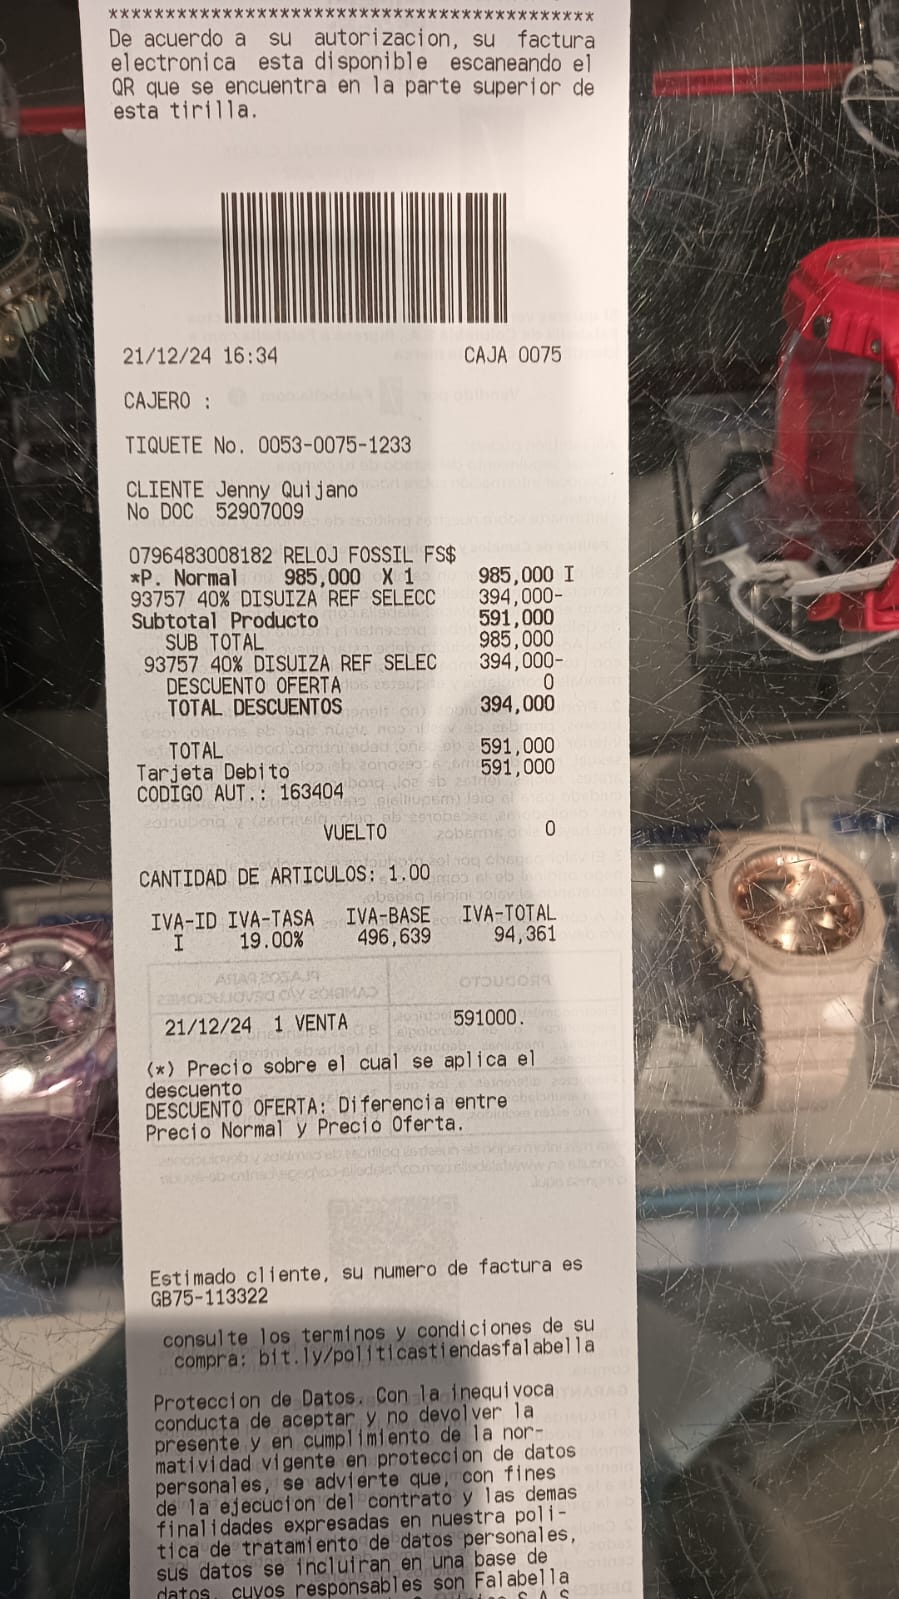 ******************************************
De acuerdo a su autorizacion, su factura
electronica esta disponible escaneando el
QR que se encuentra en la parte superior de
esta tirilla.
21/12/24 16:34 CAJA 0075
CAJERO :
TIQUETE No. 0053-0075-1233
CLIENTE Jenny Quijano
No DOC 52907009
0796483008182 RELOJ FOSSIL FS$
*P. Normal 985,000 X 1 985,000 I
93757 40% DISUIZA REF SELECC 394,000-
Subtotal Producto 591,000
SUB TOTAL 985,000
93757 40% DISUIZA REF SELEC 394,000-
DESCUENTO OFERTA 0
TOTAL DESCUENTOS 394,000
TOTAL 591,000
Tarjeta Debito 591,000
CODIGO AUT.: 163404
VUELTO 0
CANTIDAD DE ARTICULOS: 1.00
IVA-ID IVA-TASA IVA-BASE IVA-TOTAL
I 19.00% 496,639 94,361
21/12/24 1 VENTA 591000.
(*) Precio sobre el cual se aplica el
descuento
DESCUENTO OFERTA: Diferencia entre
Precio Normal y Precio Oferta.
Estimado cliente, su numero de factura es
GB75-113322
consulte los terminos y condiciones de su
compra: bit.ly/politicastiendasfalabella
Proteccion de Datos. Con la inequivoca
conducta de aceptar y no devolver la
presente y en cumplimiento de la nor-
matividad vigente en proteccion de datos
personales, se advierte que, con fines
de la ejecucion del contrato y las demas
finalidades expresadas en nuestra poli-
tica de tratamiento de datos personales,
sus datos se incluiran en una base de
datos, cuyos responsables son Falabella